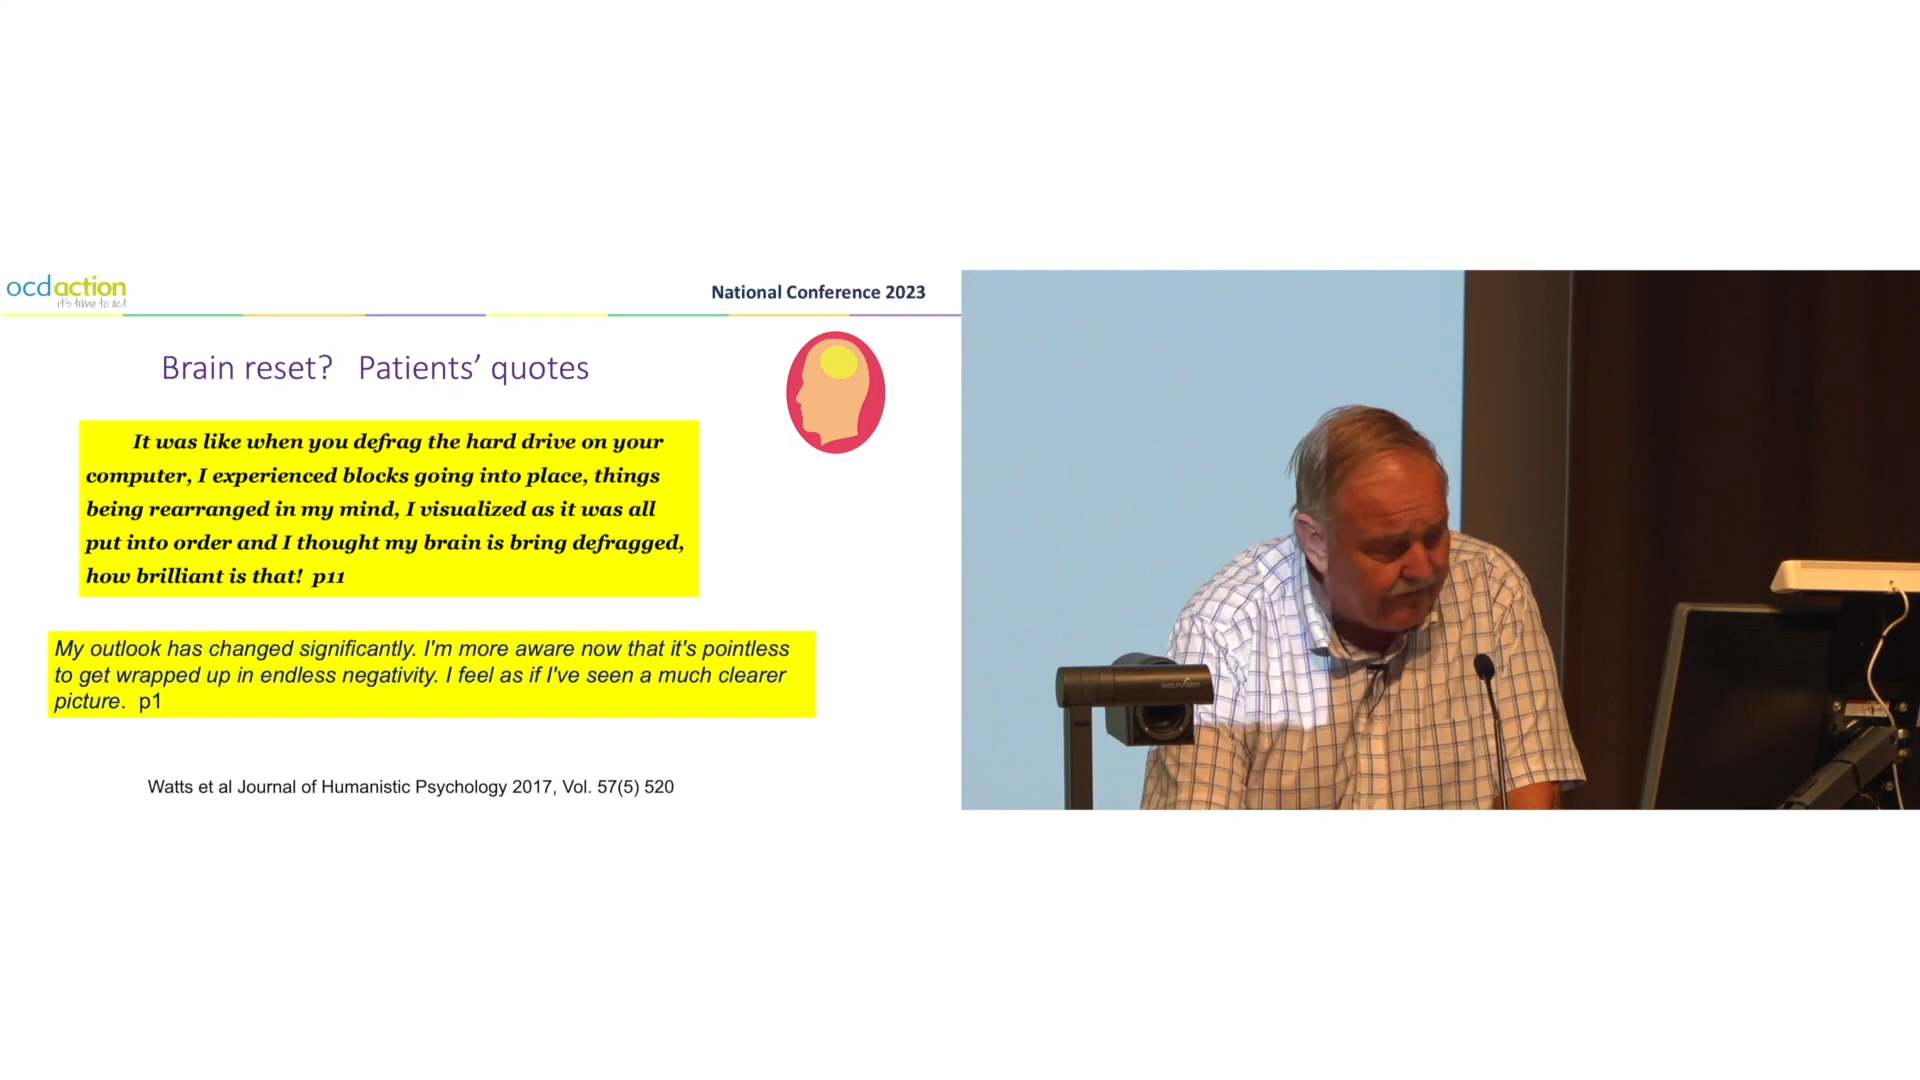 ocdaction
it's time to act
National Conference 2023
Brain reset? Patients’ quotes
It was like when you defrag the hard drive on your
computer, I experienced blocks going into place, things
being rearranged in my mind, I visualized as it was all
put into order and I thought my brain is bring defragged,
how brilliant is that! p11
My outlook has changed significantly. I'm more aware now that it's pointless
to get wrapped up in endless negativity. I feel as if I've seen a much clearer
picture. p1
Watts et al Journal of Humanistic Psychology 2017, Vol. 57(5) 520
wolfvision